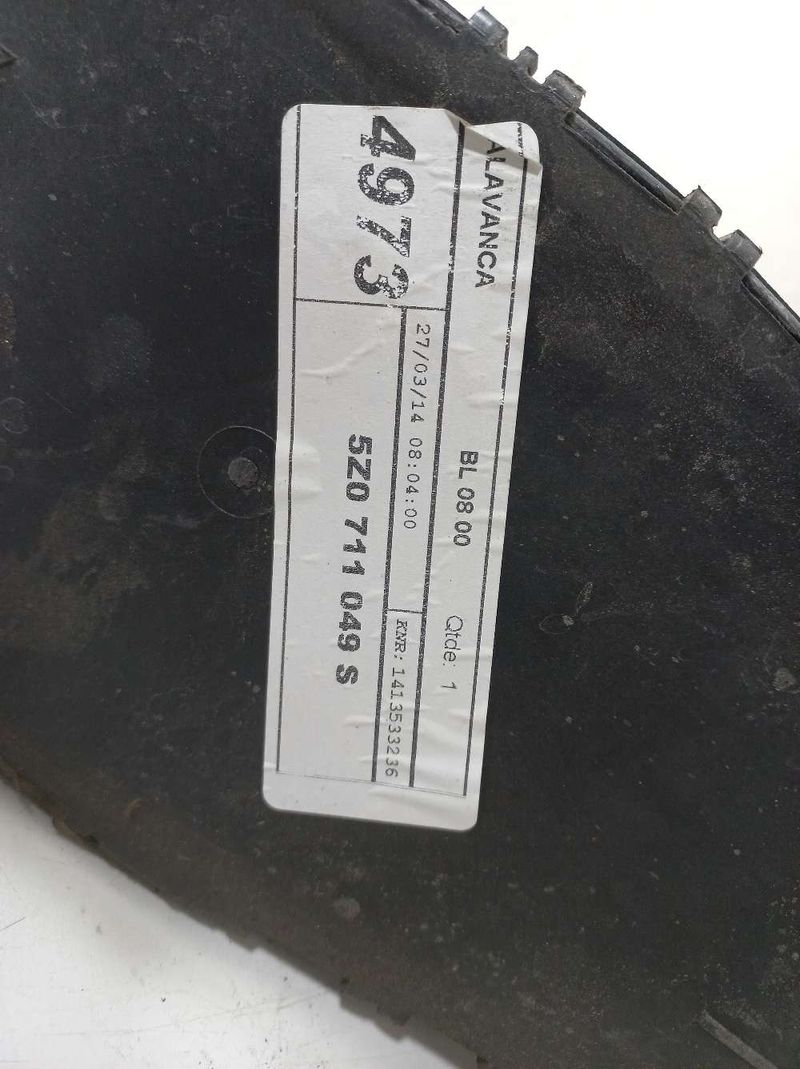 ALAVANCA BL 08 00 Qtde: 1
4973 27/03/14 08:04:00 KNR: 1413533236
5Z0 711 049 S